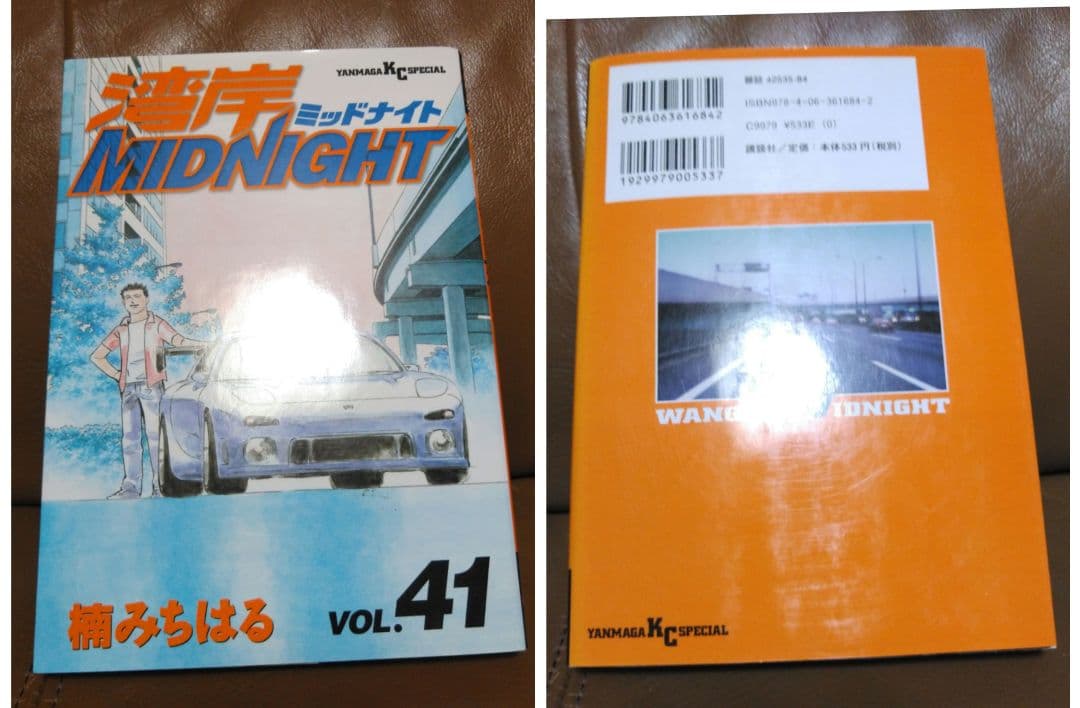 YANMAGA KC SPECIAL
湾岸
ミッドナイト
MIDNIGHT
楠みちはる
VOL.41
雑誌 42535-84
9784063616842
ISBN978-4-06-361684-2
C9979 ¥533E (0)
講談社／定価：本体533円(税別)
1929979005337
WANG IDNIGHT
YANMAGA KC SPECIAL